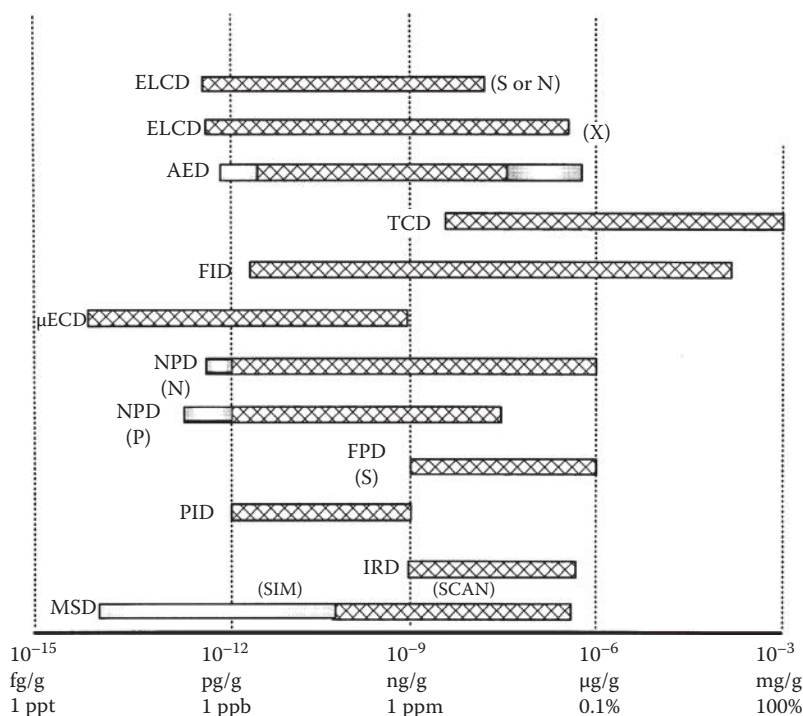 ELCD (S or N)
ELCD (X)
AED
TCD
FID
µECD
NPD
(N)
NPD
(P)
FPD
(S)
PID
IRD
(SIM) (SCAN)
MSD
10⁻¹⁵ 10⁻¹² 10⁻⁹ 10⁻⁶ 10⁻³
fg/g pg/g ng/g µg/g mg/g
1 ppt 1 ppb 1 ppm 0.1% 100%